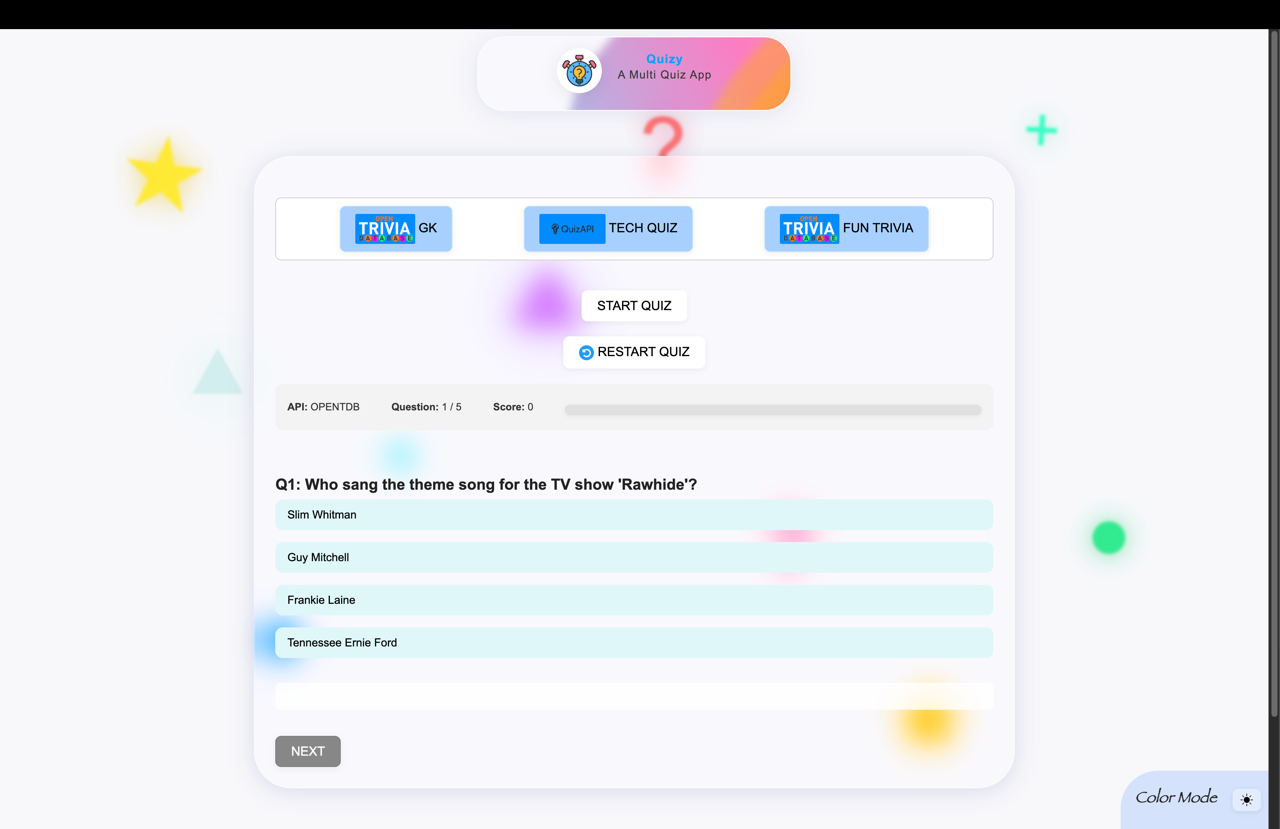 Quizy
A Multi Quiz App
?
OPEN
TRIVIA
DATABASE
GK
QuizAPI
TECH QUIZ
OPEN
TRIVIA
DATABASE
FUN TRIVIA
START QUIZ
RESTART QUIZ
API: OPENTDB Question: 1 / 5 Score: 0
Q1: Who sang the theme song for the TV show 'Rawhide'?
Slim Whitman
Guy Mitchell
Frankie Laine
Tennessee Ernie Ford
NEXT
Color Mode